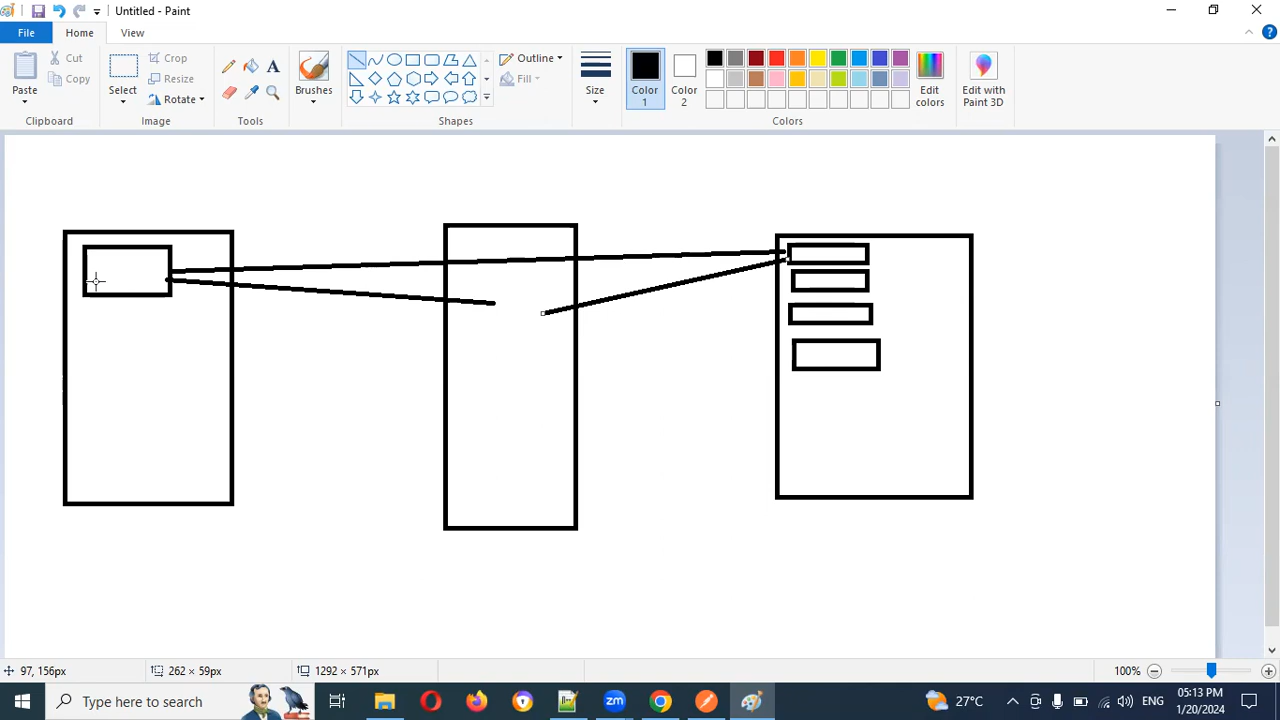 Untitled - Paint
File Home View
Paste
Cut
Copy
Clipboard
Select
Crop
Resize
Rotate
Image
A
Tools
Brushes
Outline
Fill
Shapes
Size
Color 1
Color 2
Colors
Edit colors
Edit with Paint 3D
97, 156px
262 × 59px
1292 × 571px
100%
Type here to search
zm
27°C
ENG
05:13 PM
1/20/2024